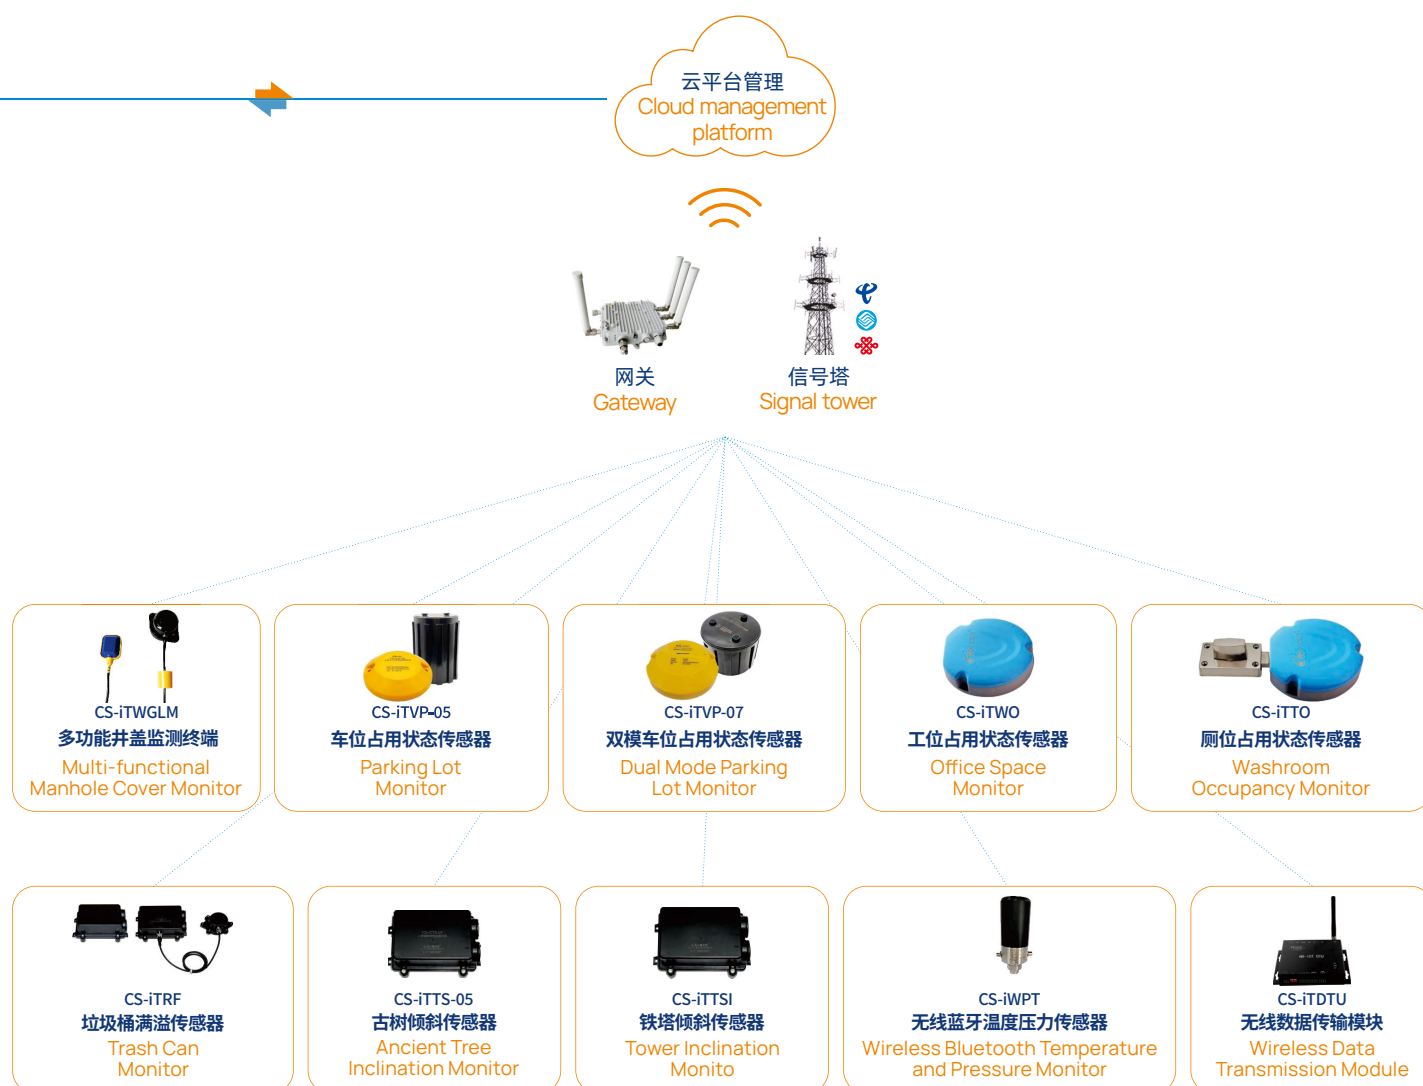 云平台管理
Cloud management
platform
网关
Gateway
信号塔
Signal tower
CS-iTWGLM
多功能井盖监测终端
Multi-functional
Manhole Cover Monitor
CS-iTVP-05
车位占用状态传感器
Parking Lot
Monitor
CS-iTVP-07
双模车位占用状态传感器
Dual Mode Parking
Lot Monitor
CS-iTWO
工位占用状态传感器
Office Space
Monitor
CS-iTTO
厕位占用状态传感器
Washroom
Occupancy Monitor
CS-iTRF
垃圾桶满溢传感器
Trash Can
Monitor
CS-iTTS-05
古树倾斜传感器
Ancient Tree
Inclination Monitor
CS-iTTSI
铁塔倾斜传感器
Tower Inclination
Monito
CS-iWPT
无线蓝牙温度压力传感器
Wireless Bluetooth Temperature
and Pressure Monitor
CS-iTDTU
无线数据传输模块
Wireless Data
Transmission Module